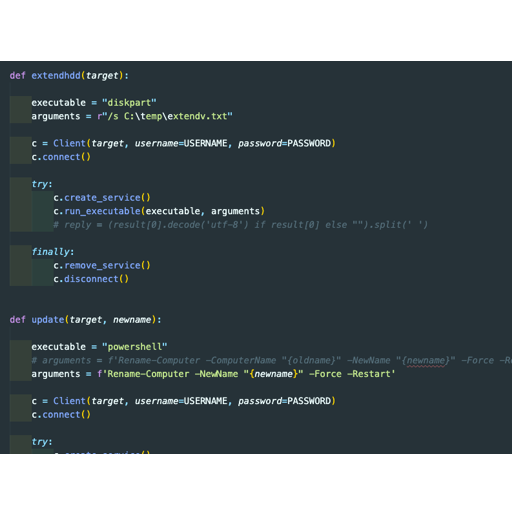 def extendhdd(target):
executable = "diskpart"
arguments = r"/s C:\temp\extendv.txt"
c = Client(target, username=USERNAME, password=PASSWORD)
c.connect()
try:
c.create_service()
c.run_executable(executable, arguments)
# reply = (result[0].decode('utf-8') if result[0] else "").split(' ')
finally:
c.remove_service()
c.disconnect()
def update(target, newname):
executable = "powershell"
# arguments = f'Rename-Computer -ComputerName "{oldname}" -NewName "{newname}" -Force -R
arguments = f'Rename-Computer -NewName "{newname}" -Force -Restart'
c = Client(target, username=USERNAME, password=PASSWORD)
c.connect()
try: